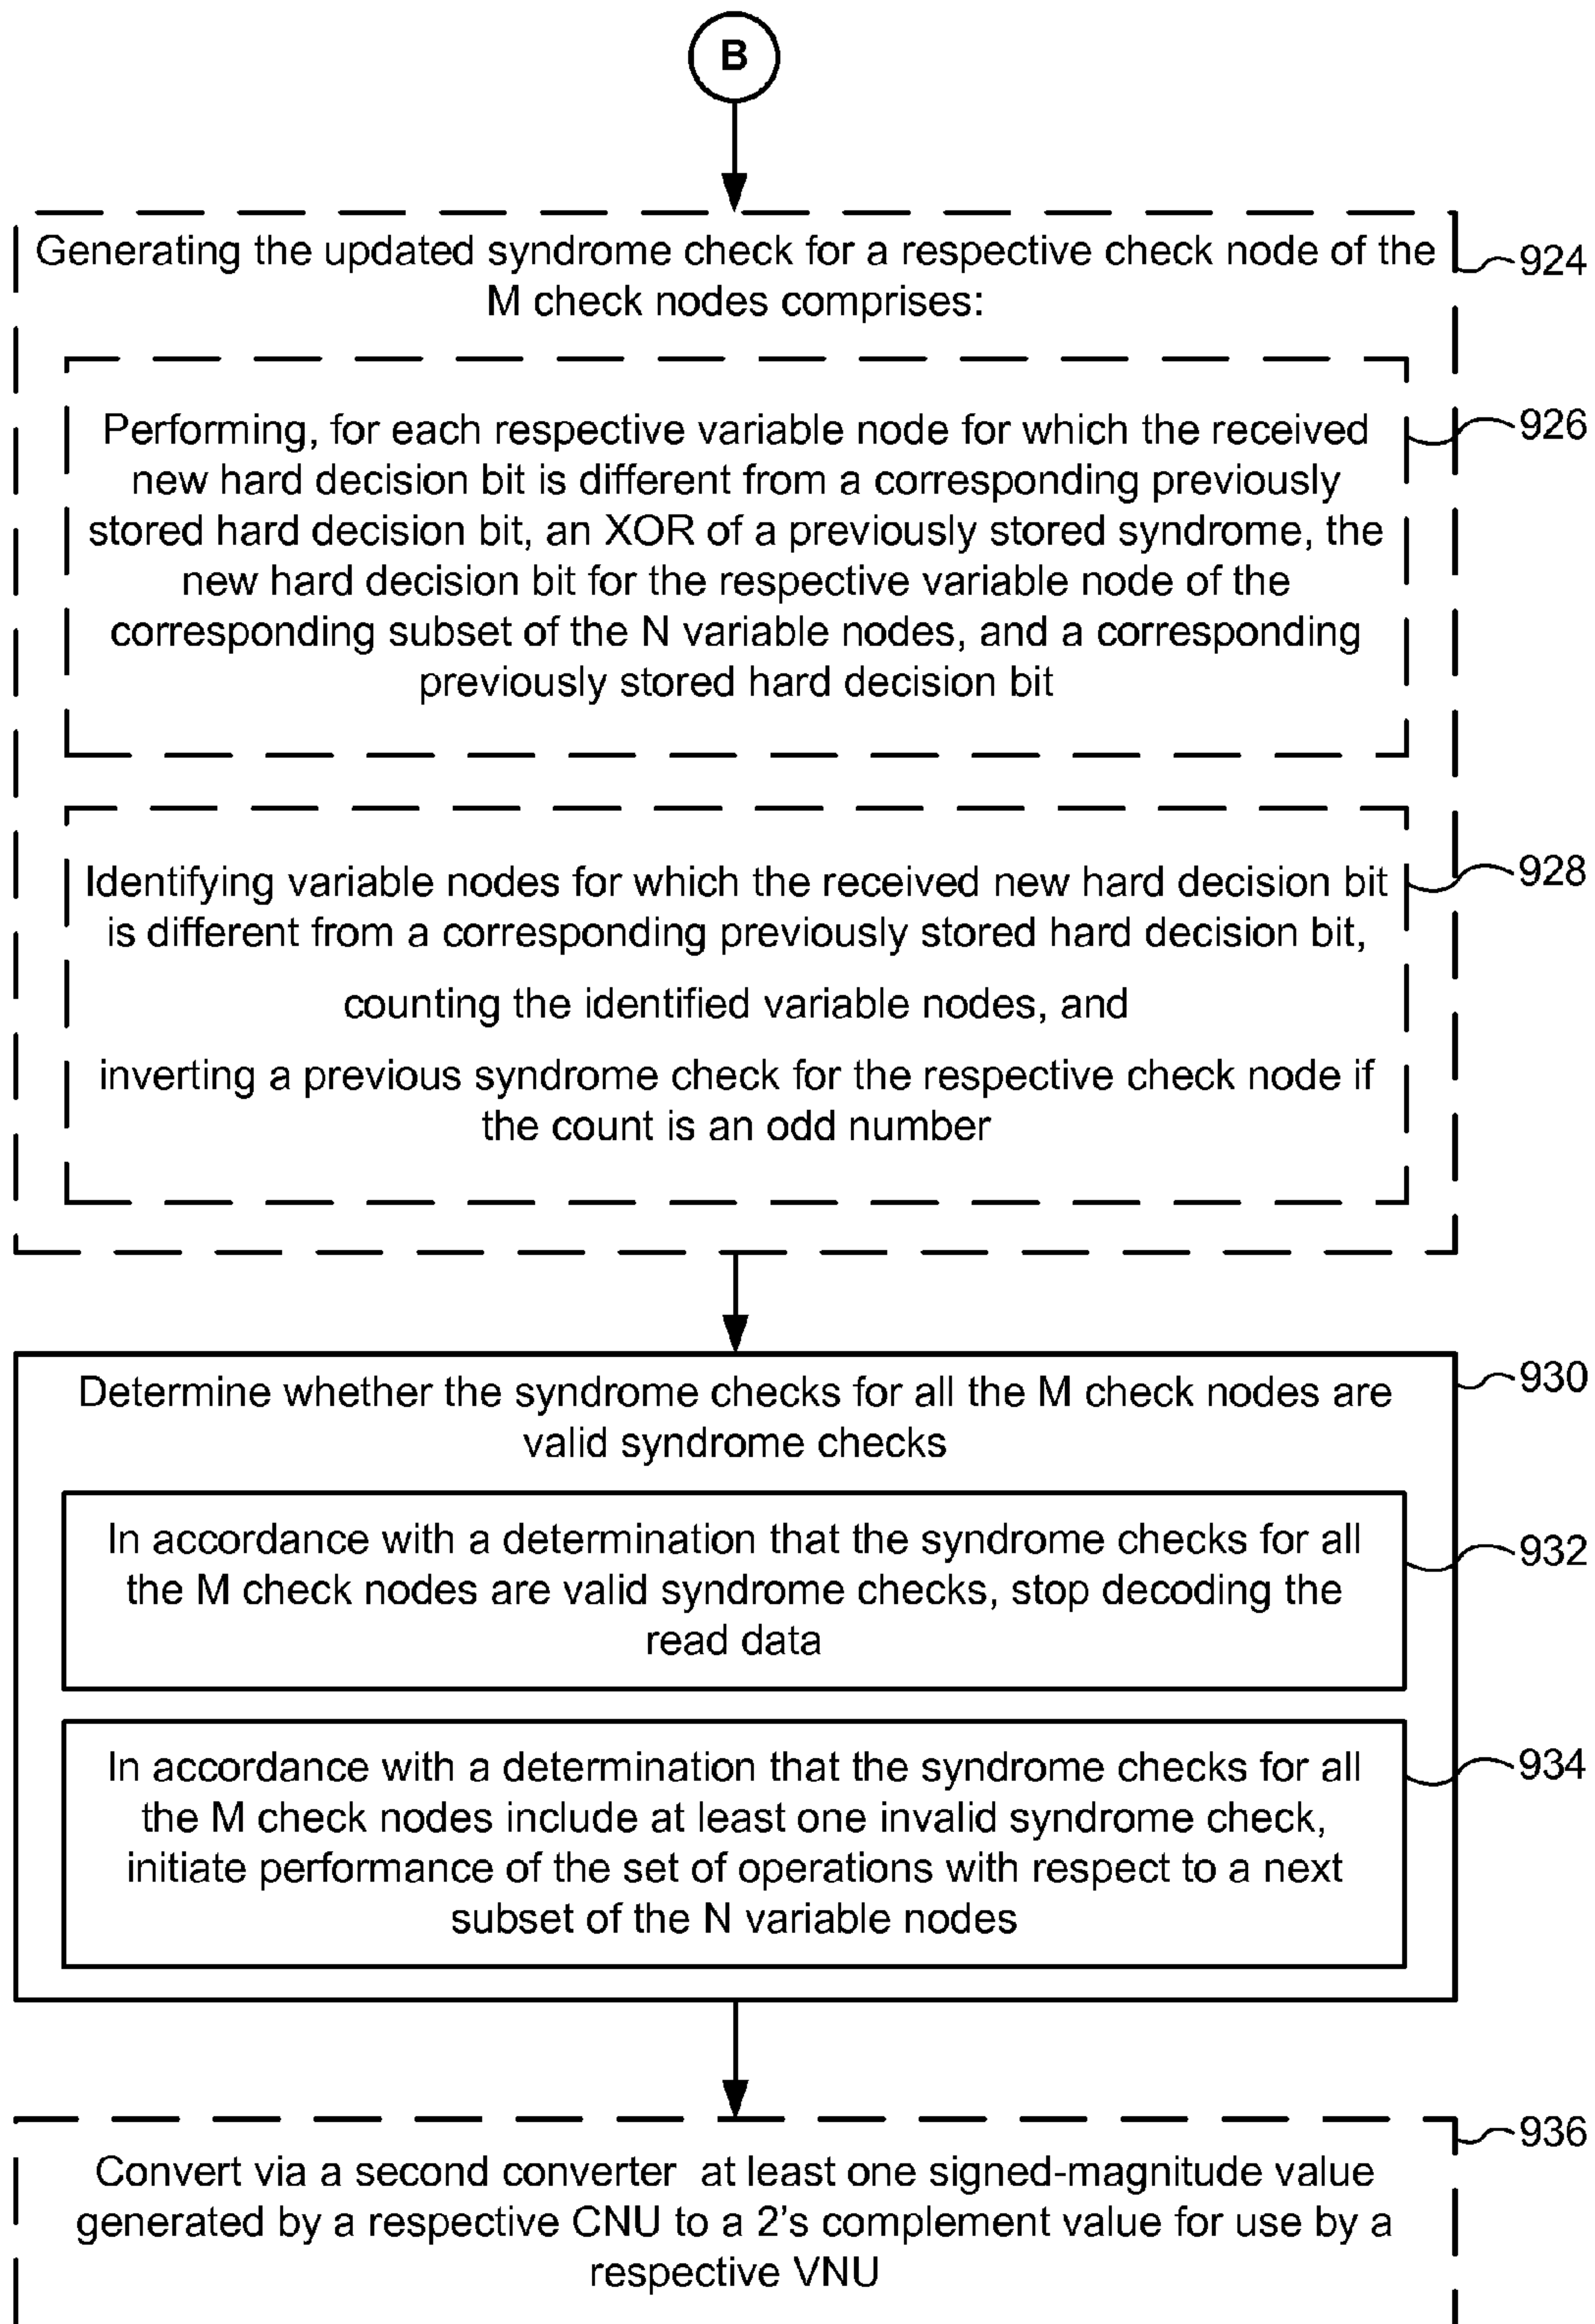 B
Generating the updated syndrome check for a respective check node of the
M check nodes comprises:
924
Performing, for each respective variable node for which the received
new hard decision bit is different from a corresponding previously
stored hard decision bit, an XOR of a previously stored syndrome, the
new hard decision bit for the respective variable node of the
corresponding subset of the N variable nodes, and a corresponding
previously stored hard decision bit
926
Identifying variable nodes for which the received new hard decision bit
is different from a corresponding previously stored hard decision bit,
counting the identified variable nodes, and
inverting a previous syndrome check for the respective check node if
the count is an odd number
928
Determine whether the syndrome checks for all the M check nodes are
valid syndrome checks
930
In accordance with a determination that the syndrome checks for all
the M check nodes are valid syndrome checks, stop decoding the
read data
932
In accordance with a determination that the syndrome checks for all
the M check nodes include at least one invalid syndrome check,
initiate performance of the set of operations with respect to a next
subset of the N variable nodes
934
Convert via a second converter at least one signed-magnitude value
generated by a respective CNU to a 2's complement value for use by a
respective VNU
936